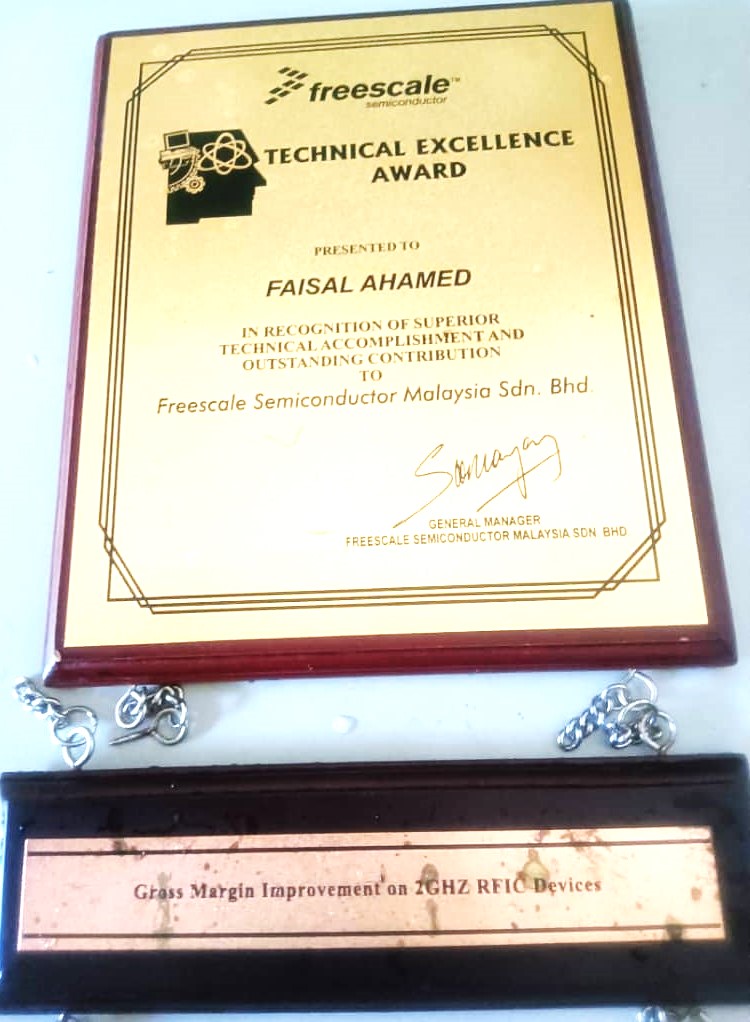 freescale™
semiconductor
TECHNICAL EXCELLENCE
AWARD
PRESENTED TO
FAISAL AHAMED
IN RECOGNITION OF SUPERIOR
TECHNICAL ACCOMPLISHMENT AND
OUTSTANDING CONTRIBUTION
TO
Freescale Semiconductor Malaysia Sdn. Bhd.
GENERAL MANAGER
FREESCALE SEMICONDUCTOR MALAYSIA SDN. BHD
Gross Margin Improvement on 2GHZ RFIC Devices